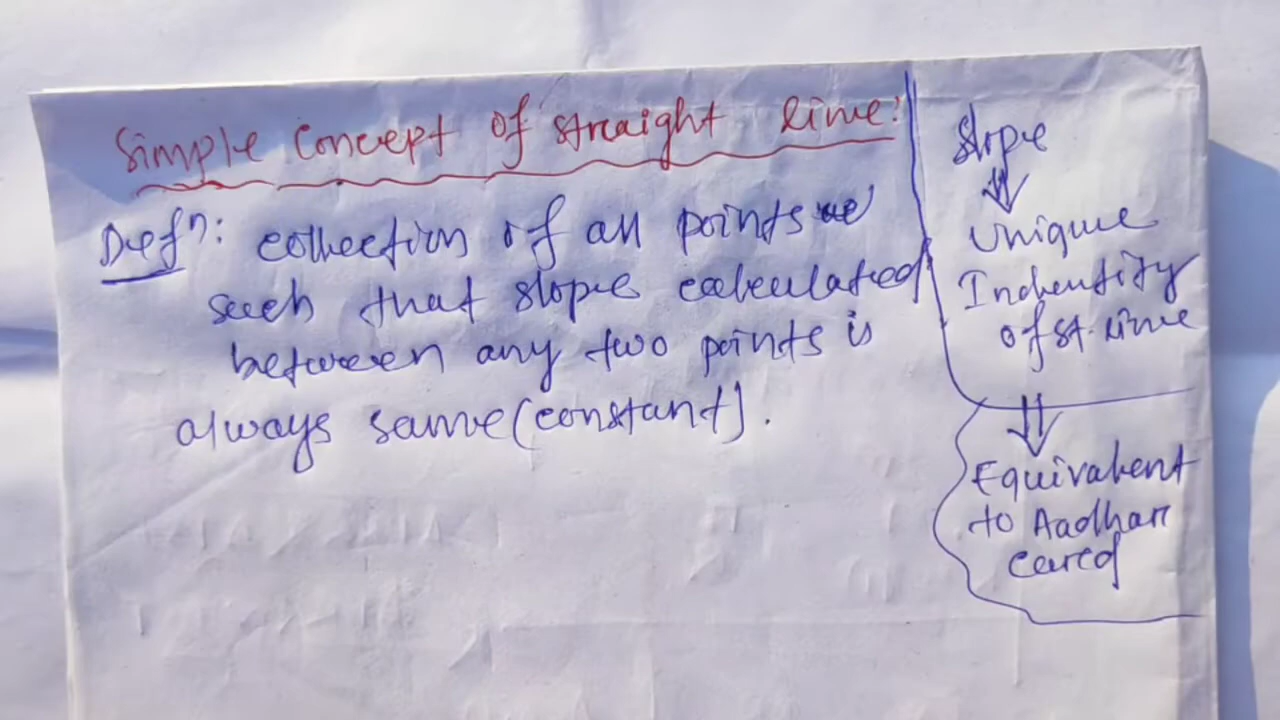 Simple concept of straight line:
Defn: collection of all points
such that slope calculated
between any two points is
always same (constant).
Slope
⇓
Unique
Indentity
of st. line
⇓
Equivalent
to Aadhar
card